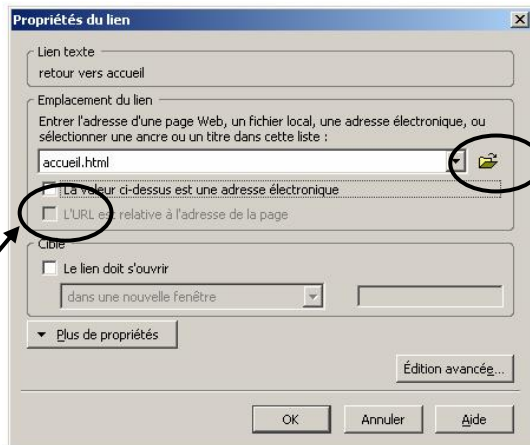 Propriétés du lien
Lien texte
retour vers accueil
Emplacement du lien
Entrer l'adresse d'une page Web, un fichier local, une adresse électronique, ou
sélectionner une ancre ou un titre dans cette liste :
accueil.html
La valeur ci-dessus est une adresse électronique
L'URL est relative à l'adresse de la page
Cible
Le lien doit s'ouvrir
dans une nouvelle fenêtre
Plus de propriétés
Édition avancée...
OK Annuler Aide